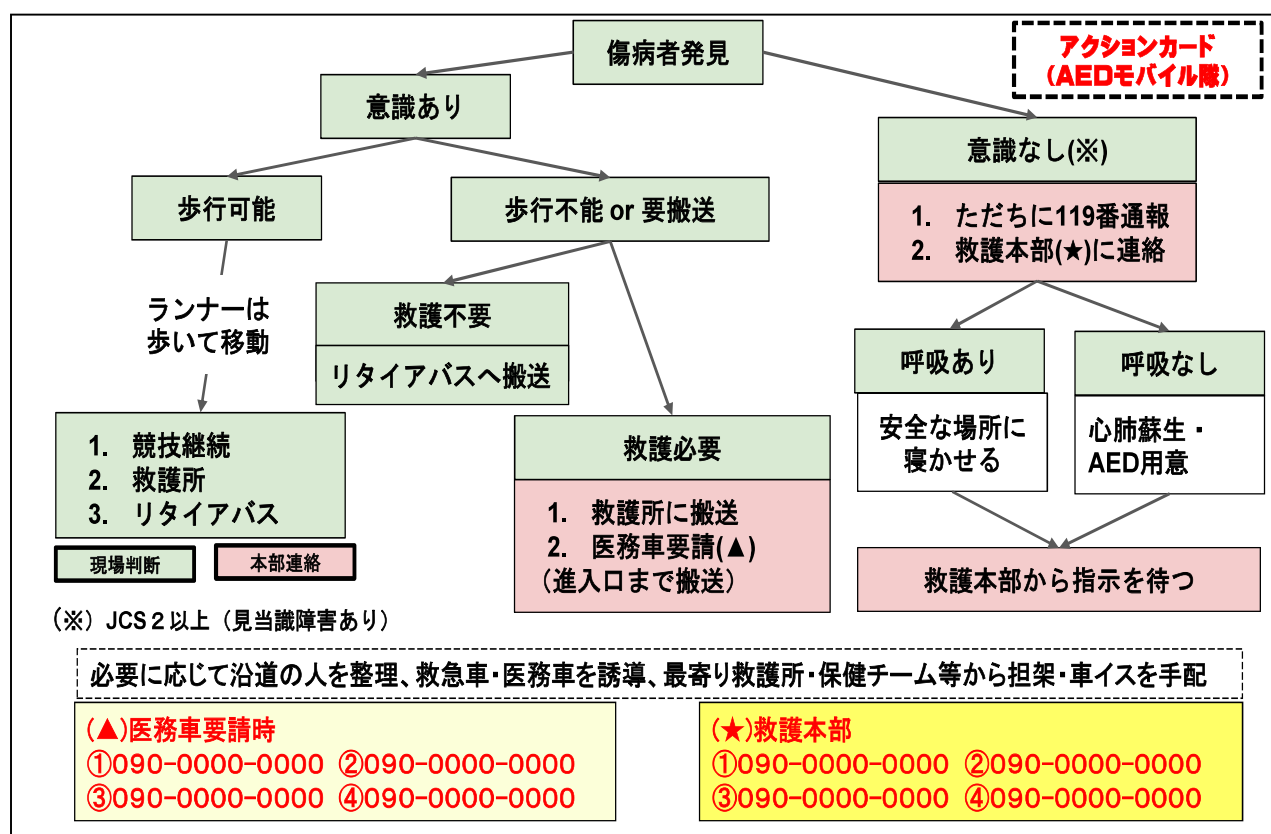 傷病者発見
アクションカード
(AEDモバイル隊)
意識あり
意識なし(※)
1. ただちに119番通報
2. 救護本部(★)に連絡
歩行可能
歩行不能 or 要搬送
ランナーは
歩いて移動
救護不要
リタイアバスへ搬送
呼吸あり
安全な場所に
寝かせる
呼吸なし
心肺蘇生・
AED用意
1. 競技継続
2. 救護所
3. リタイアバス
救護必要
1. 救護所に搬送
2. 医務車要請(▲)
(進入口まで搬送)
救護本部から指示を待つ
現場判断
本部連絡
(※) JCS2以上(見当識障害あり)
必要に応じて沿道の人を整理、救急車・医務車を誘導、最寄り救護所・保健チーム等から担架・車イスを手配
(▲)医務車要請時
①090-0000-0000 ②090-0000-0000
③090-0000-0000 ④090-0000-0000
(★)救護本部
①090-0000-0000 ②090-0000-0000
③090-0000-0000 ④090-0000-0000